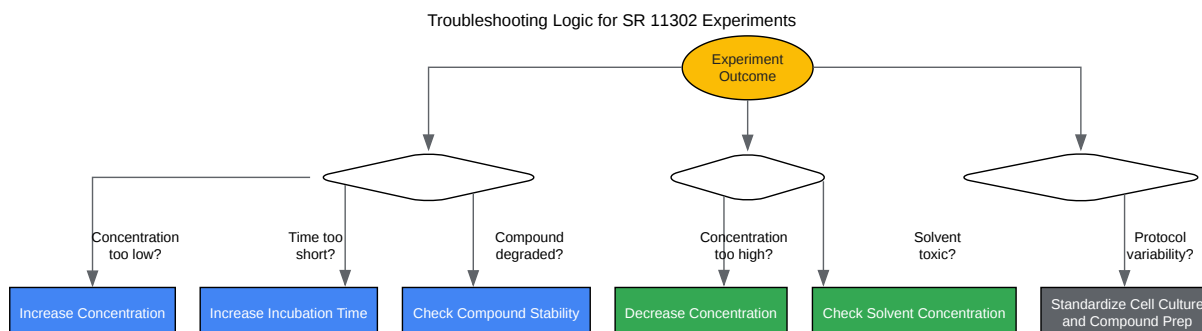 Troubleshooting Logic for SR 11302 Experiments
Experiment
Outcome
Concentration
too low?
Time too
short?
Compound
degraded?
Concentration
too high?
Solvent
toxic?
Protocol
variability?
Increase Concentration
Increase Incubation Time
Check Compound Stability
Decrease Concentration
Check Solvent Concentration
Standardize Cell Culture
and Compound Prep